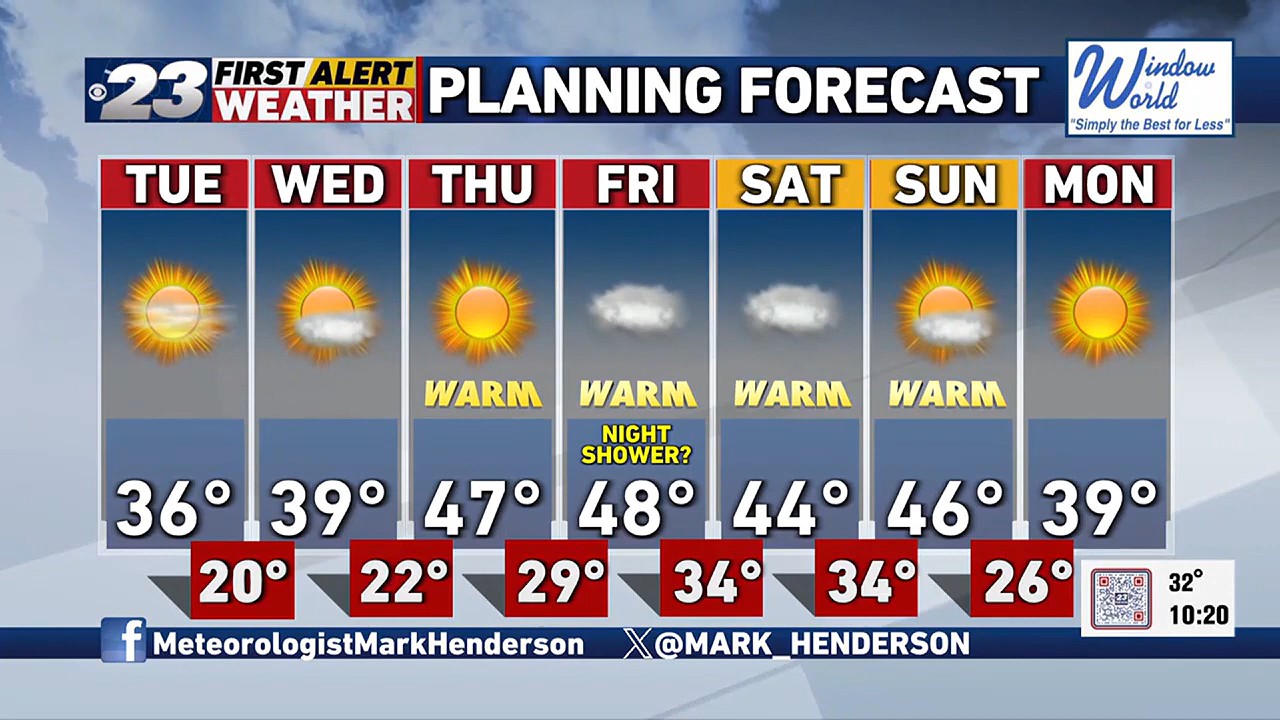 23 FIRST ALERT WEATHER PLANNING FORECAST
Window World
"Simply the Best for Less"
TUE WED THU FRI SAT SUN MON
WARM WARM WARM WARM
NIGHT
SHOWER?
36° 39° 47° 48° 44° 46° 39°
20° 22° 29° 34° 34° 26°
32°
10:20
23
f MeteorologistMarkHenderson X @MARK_HENDERSON